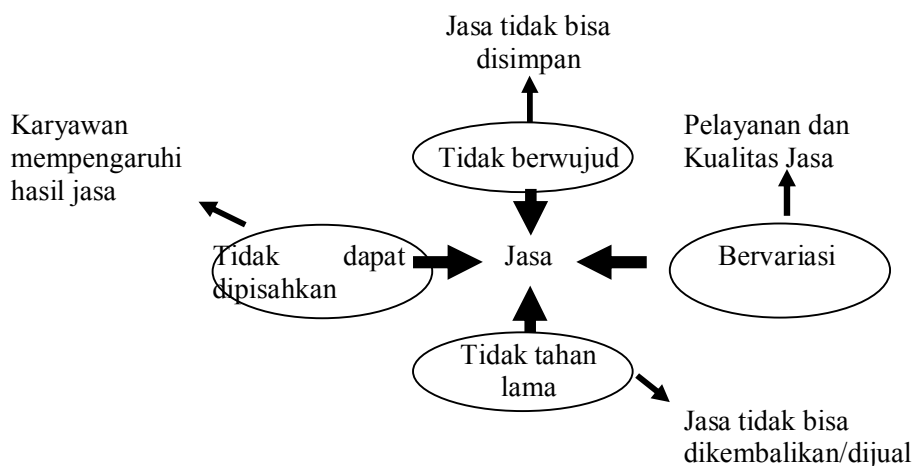 Jasa tidak bisa
disimpan
Karyawan
mempengaruhi
hasil jasa
Pelayanan dan
Kualitas Jasa
Tidak berwujud
Tidak dapat
dipisahkan
Jasa
Bervariasi
Tidak tahan
lama
Jasa tidak bisa
dikembalikan/dijual